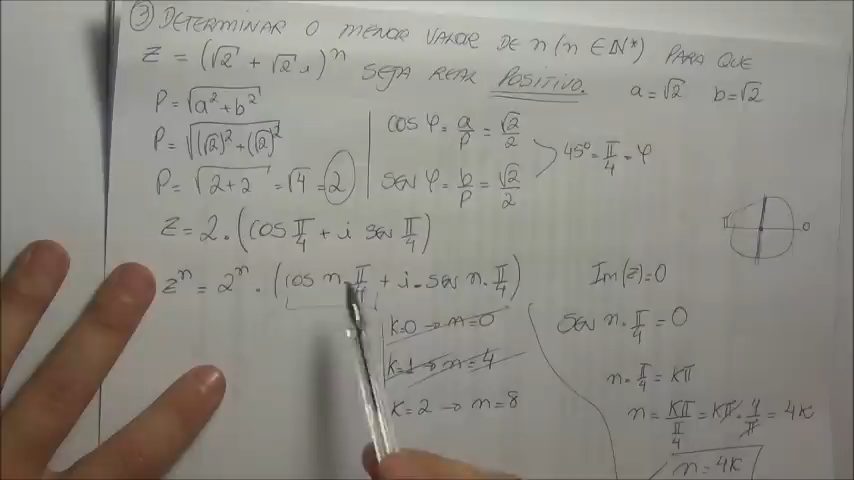 ③ DETERMINAR O MENOR VALOR DE n (n ∈ ℕ*) PARA QUE
Z = (√2 + √2 i)ⁿ SEJA REAL POSITIVO. a = √2 b = √2
P = √(a² + b²)
P = √((√2)² + (√2)²)
P = √(2 + 2) = √4 = 2
cos φ = a/P = √2/2
sen φ = b/P = √2/2
45° = π/4 = φ
Z = 2 · (cos π/4 + i sen π/4)
Zⁿ = 2ⁿ · (cos n · π/4 + i · sen n · π/4)
K=0 → n=0
K=1 → n=4
K=2 → n=8
π 0
Im(Z) = 0
sen n · π/4 = 0
n · π/4 = Kπ
n = Kπ/(π/4) = Kπ · 4/π = 4K
n = 4K